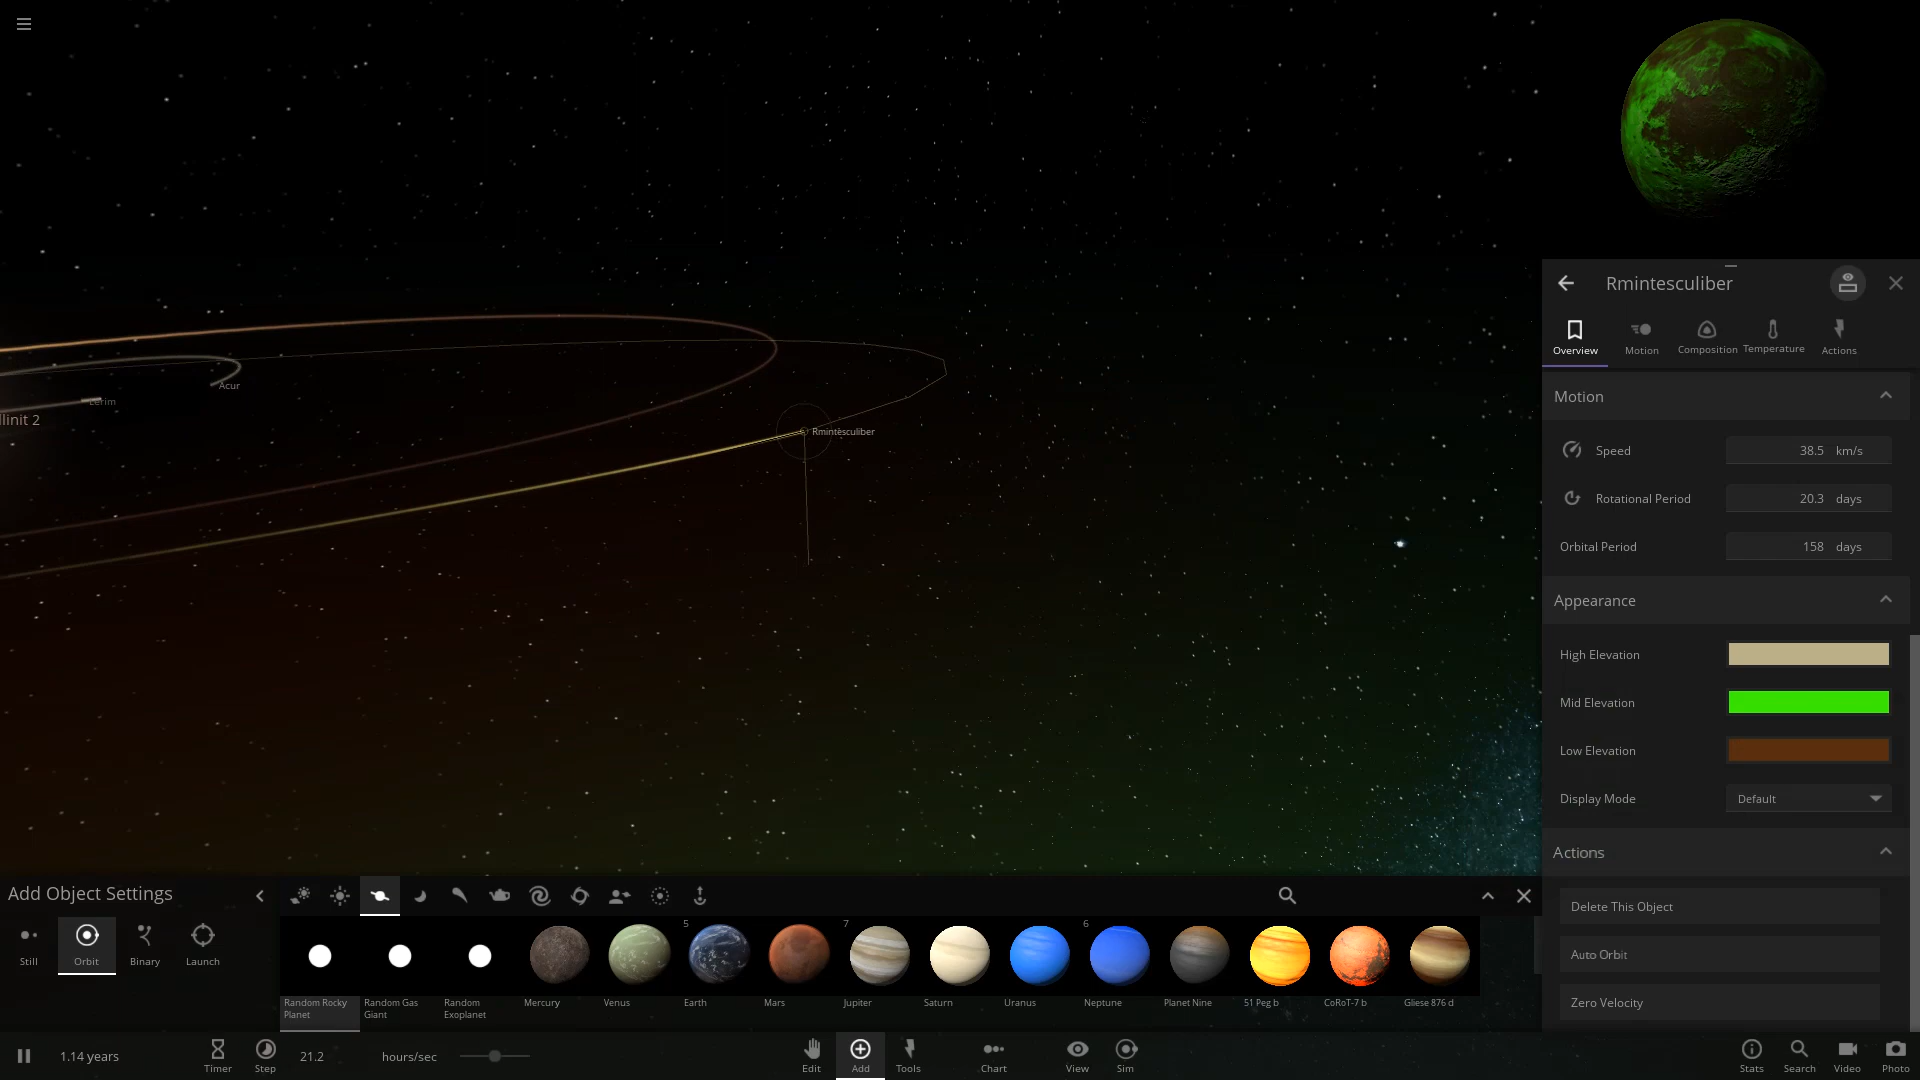 Rmintesculiber
Overview
Motion
Composition
Temperature
Actions
Motion
Speed 38.5 km/s
Rotational Period 20.3 days
Orbital Period 158 days
Appearance
High Elevation
Mid Elevation
Low Elevation
Display Mode Default
Actions
Delete This Object
Auto Orbit
Zero Velocity
Acur
Lerim
llinit 2
Rmintesculiber
Add Object Settings
Still
Orbit
Binary
Launch
5
7
6
Random Rocky
Planet
Random Gas
Giant
Random
Exoplanet
Mercury
Venus
Earth
Mars
Jupiter
Saturn
Uranus
Neptune
Planet Nine
51 Peg b
CoRoT-7 b
Gliese 876 d
1.14 years
Timer
Step
21.2 hours/sec
Edit
Add
Tools
Chart
View
Sim
Stats
Search
Video
Photo